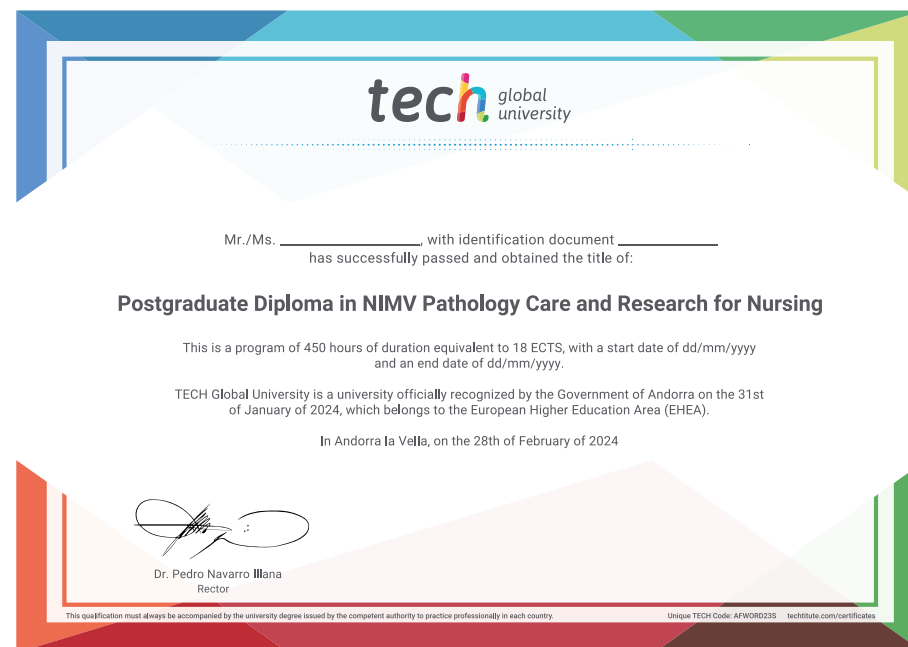 tech global university
Mr./Ms. ____________________, with identification document ______________
has successfully passed and obtained the title of:
Postgraduate Diploma in NIMV Pathology Care and Research for Nursing
This is a program of 450 hours of duration equivalent to 18 ECTS, with a start date of dd/mm/yyyy
and an end date of dd/mm/yyyy.
TECH Global University is a university officially recognized by the Government of Andorra on the 31st
of January of 2024, which belongs to the European Higher Education Area (EHEA).
In Andorra la Vella, on the 28th of February of 2024
Dr. Pedro Navarro Illana
Rector
This qualification must always be accompanied by the university degree issued by the competent authority to practice professionally in each country. Unique TECH Code: AFWORD23S techtitute.com/certificates